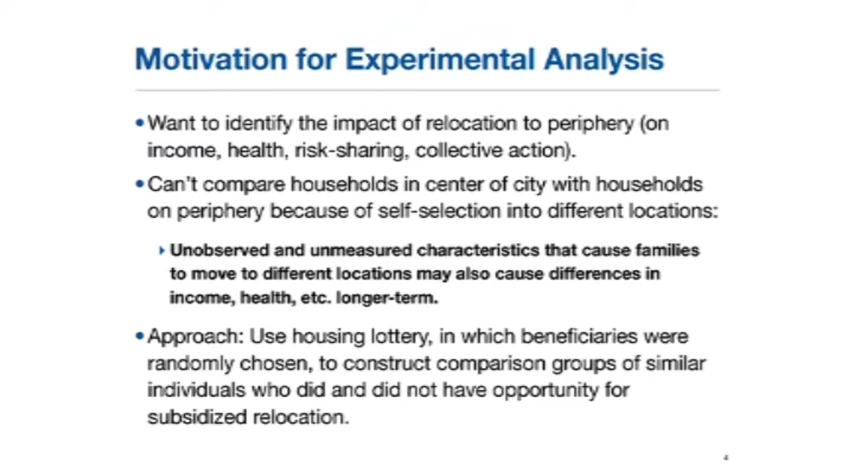 Motivation for Experimental Analysis
• Want to identify the impact of relocation to periphery (on
income, health, risk-sharing, collective action).
• Can't compare households in center of city with households
on periphery because of self-selection into different locations:
‣ Unobserved and unmeasured characteristics that cause families
to move to different locations may also cause differences in
income, health, etc. longer-term.
• Approach: Use housing lottery, in which beneficiaries were
randomly chosen, to construct comparison groups of similar
individuals who did and did not have opportunity for
subsidized relocation.
4